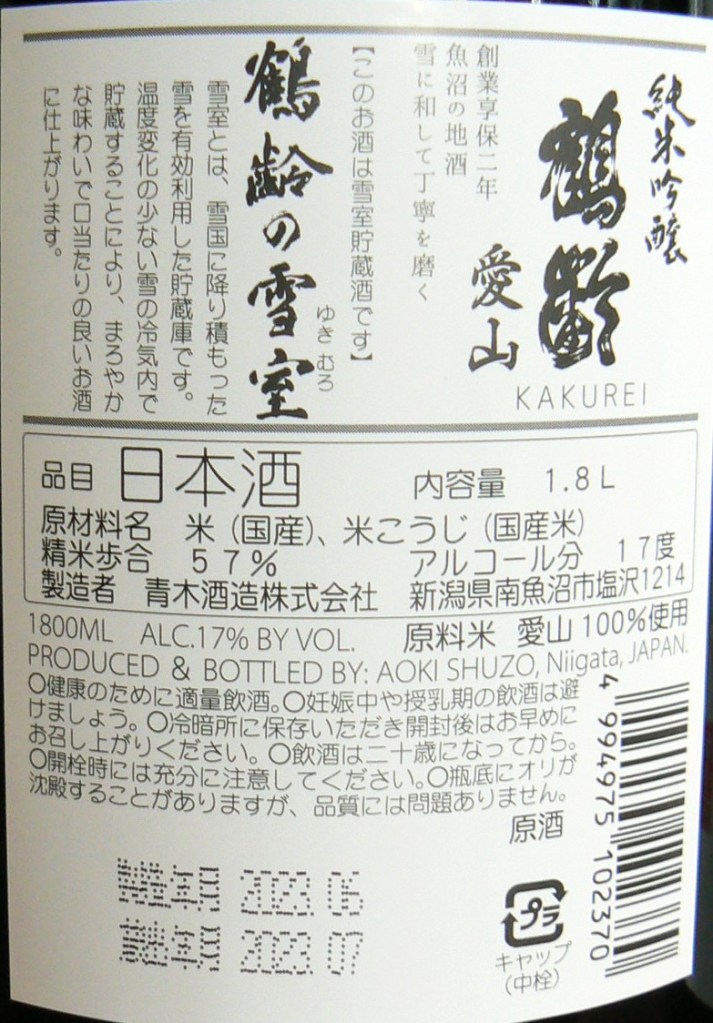 純米吟醸
鶴齢
愛山
KAKUREI
創業享保二年
魚沼の地酒
雪に和して丁寧を磨く
【このお酒は雪室貯蔵酒です】
鶴齢の雪室
ゆきむろ
雪室とは、雪国に降り積もった
雪を有効利用した貯蔵庫です。
温度変化の少ない雪の冷気内で
貯蔵することにより、まろやか
な味わいで口当たりの良いお酒
に仕上がります。
品目 日本酒 内容量 1.8L
原材料名 米(国産)、米こうじ(国産米)
精米歩合 57% アルコール分 17度
製造者 青木酒造株式会社 新潟県南魚沼市塩沢1214
1800ML ALC.17% BY VOL. 原料米 愛山100%使用
PRODUCED & BOTTLED BY: AOKI SHUZO, Niigata, JAPAN.
○健康のために適量飲酒。○妊娠中や授乳期の飲酒は避
けましょう。○冷暗所に保存いただき開封後はお早めに
お召し上がりください。○飲酒は二十歳になってから。
○開栓時には充分に注意してください。○瓶底にオリが
沈殿することがありますが、品質には問題ありません。
原酒
製造年月 2023.06
蔵出年月 2023.07
プラ
キャップ
(中栓)
4 994975 102370